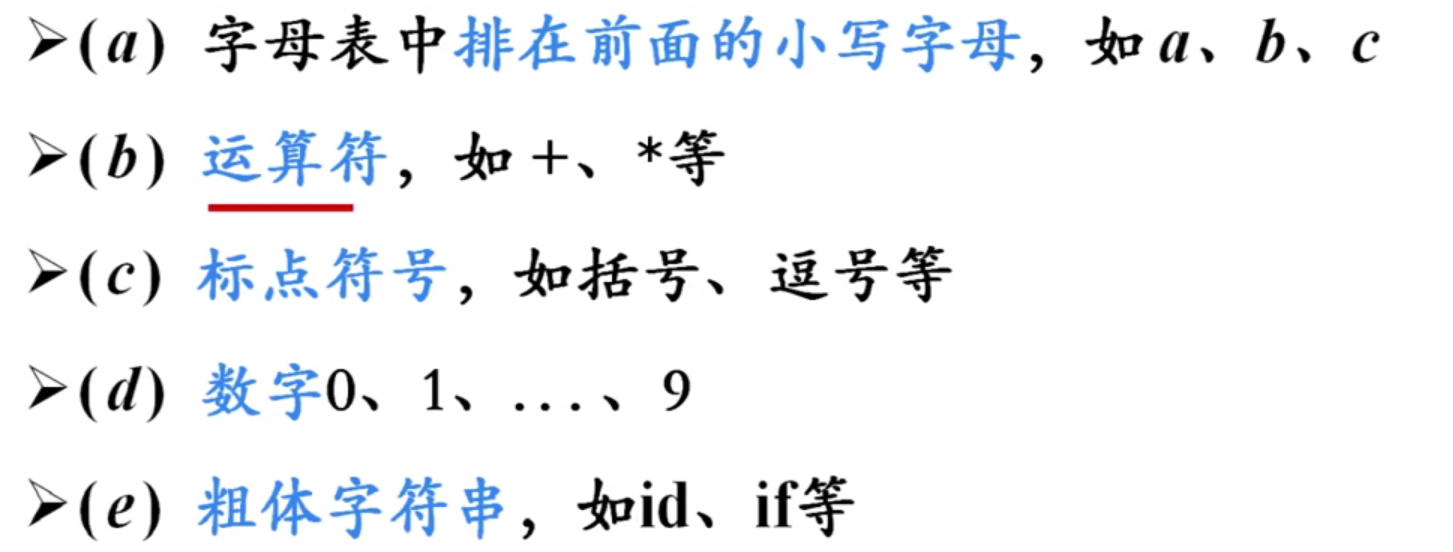 ➢(a) 字母表中排在前面的小写字母，如 a、b、c
➢(b) 运算符，如 +、*等
➢(c) 标点符号，如括号、逗号等
➢(d) 数字0、1、...、9
➢(e) 粗体字符串，如id、if等